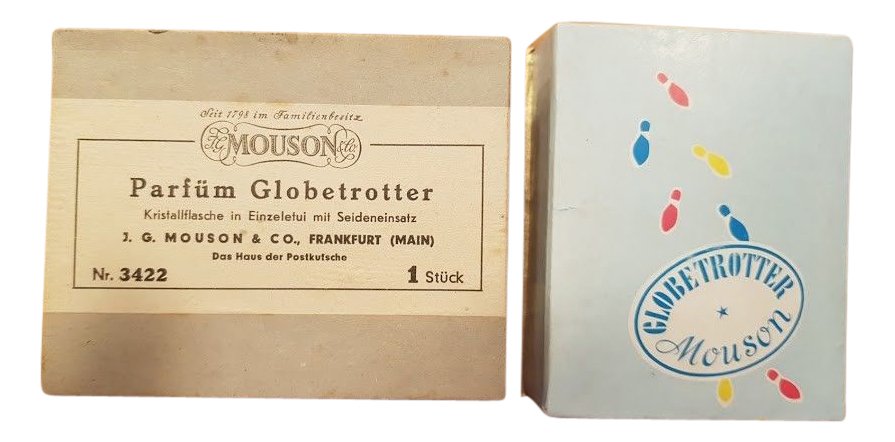 Seit 1798 im Familienbesitz
J.G. MOUSON & Co.
Parfüm Globetrotter
Kristallflasche in Einzeletui mit Seideneinsatz
J. G. MOUSON & CO., FRANKFURT (MAIN)
Das Haus der Postkutsche
Nr. 3422 1 Stück
GLOBETROTTER
Mouson